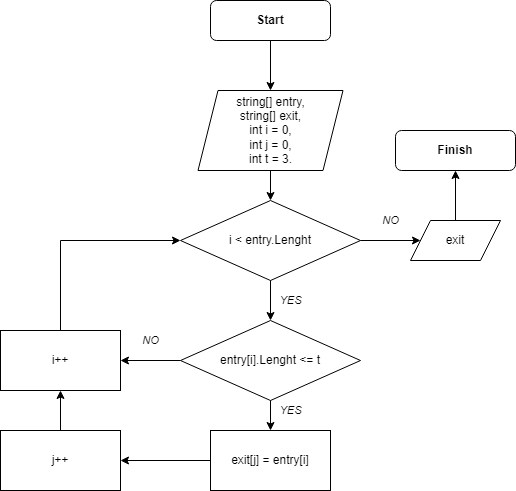 Start
string[] entry,
string[] exit,
int i = 0,
int j = 0,
int t = 3.
Finish
i < entry.Lenght
NO
exit
YES
entry[i].Lenght <= t
NO
i++
YES
exit[j] = entry[i]
j++